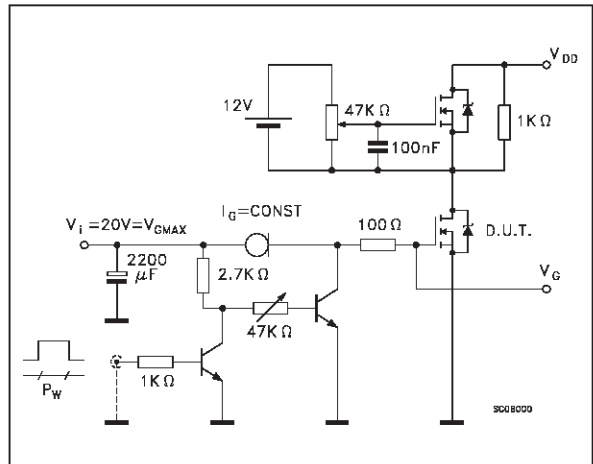 V_DD
12V
47KΩ
1KΩ
100nF
V_i =20V=V_GMAX
I_G=CONST
100Ω
D.U.T.
2200
μF
2.7KΩ
V_G
47KΩ
1KΩ
P_W
SC08000